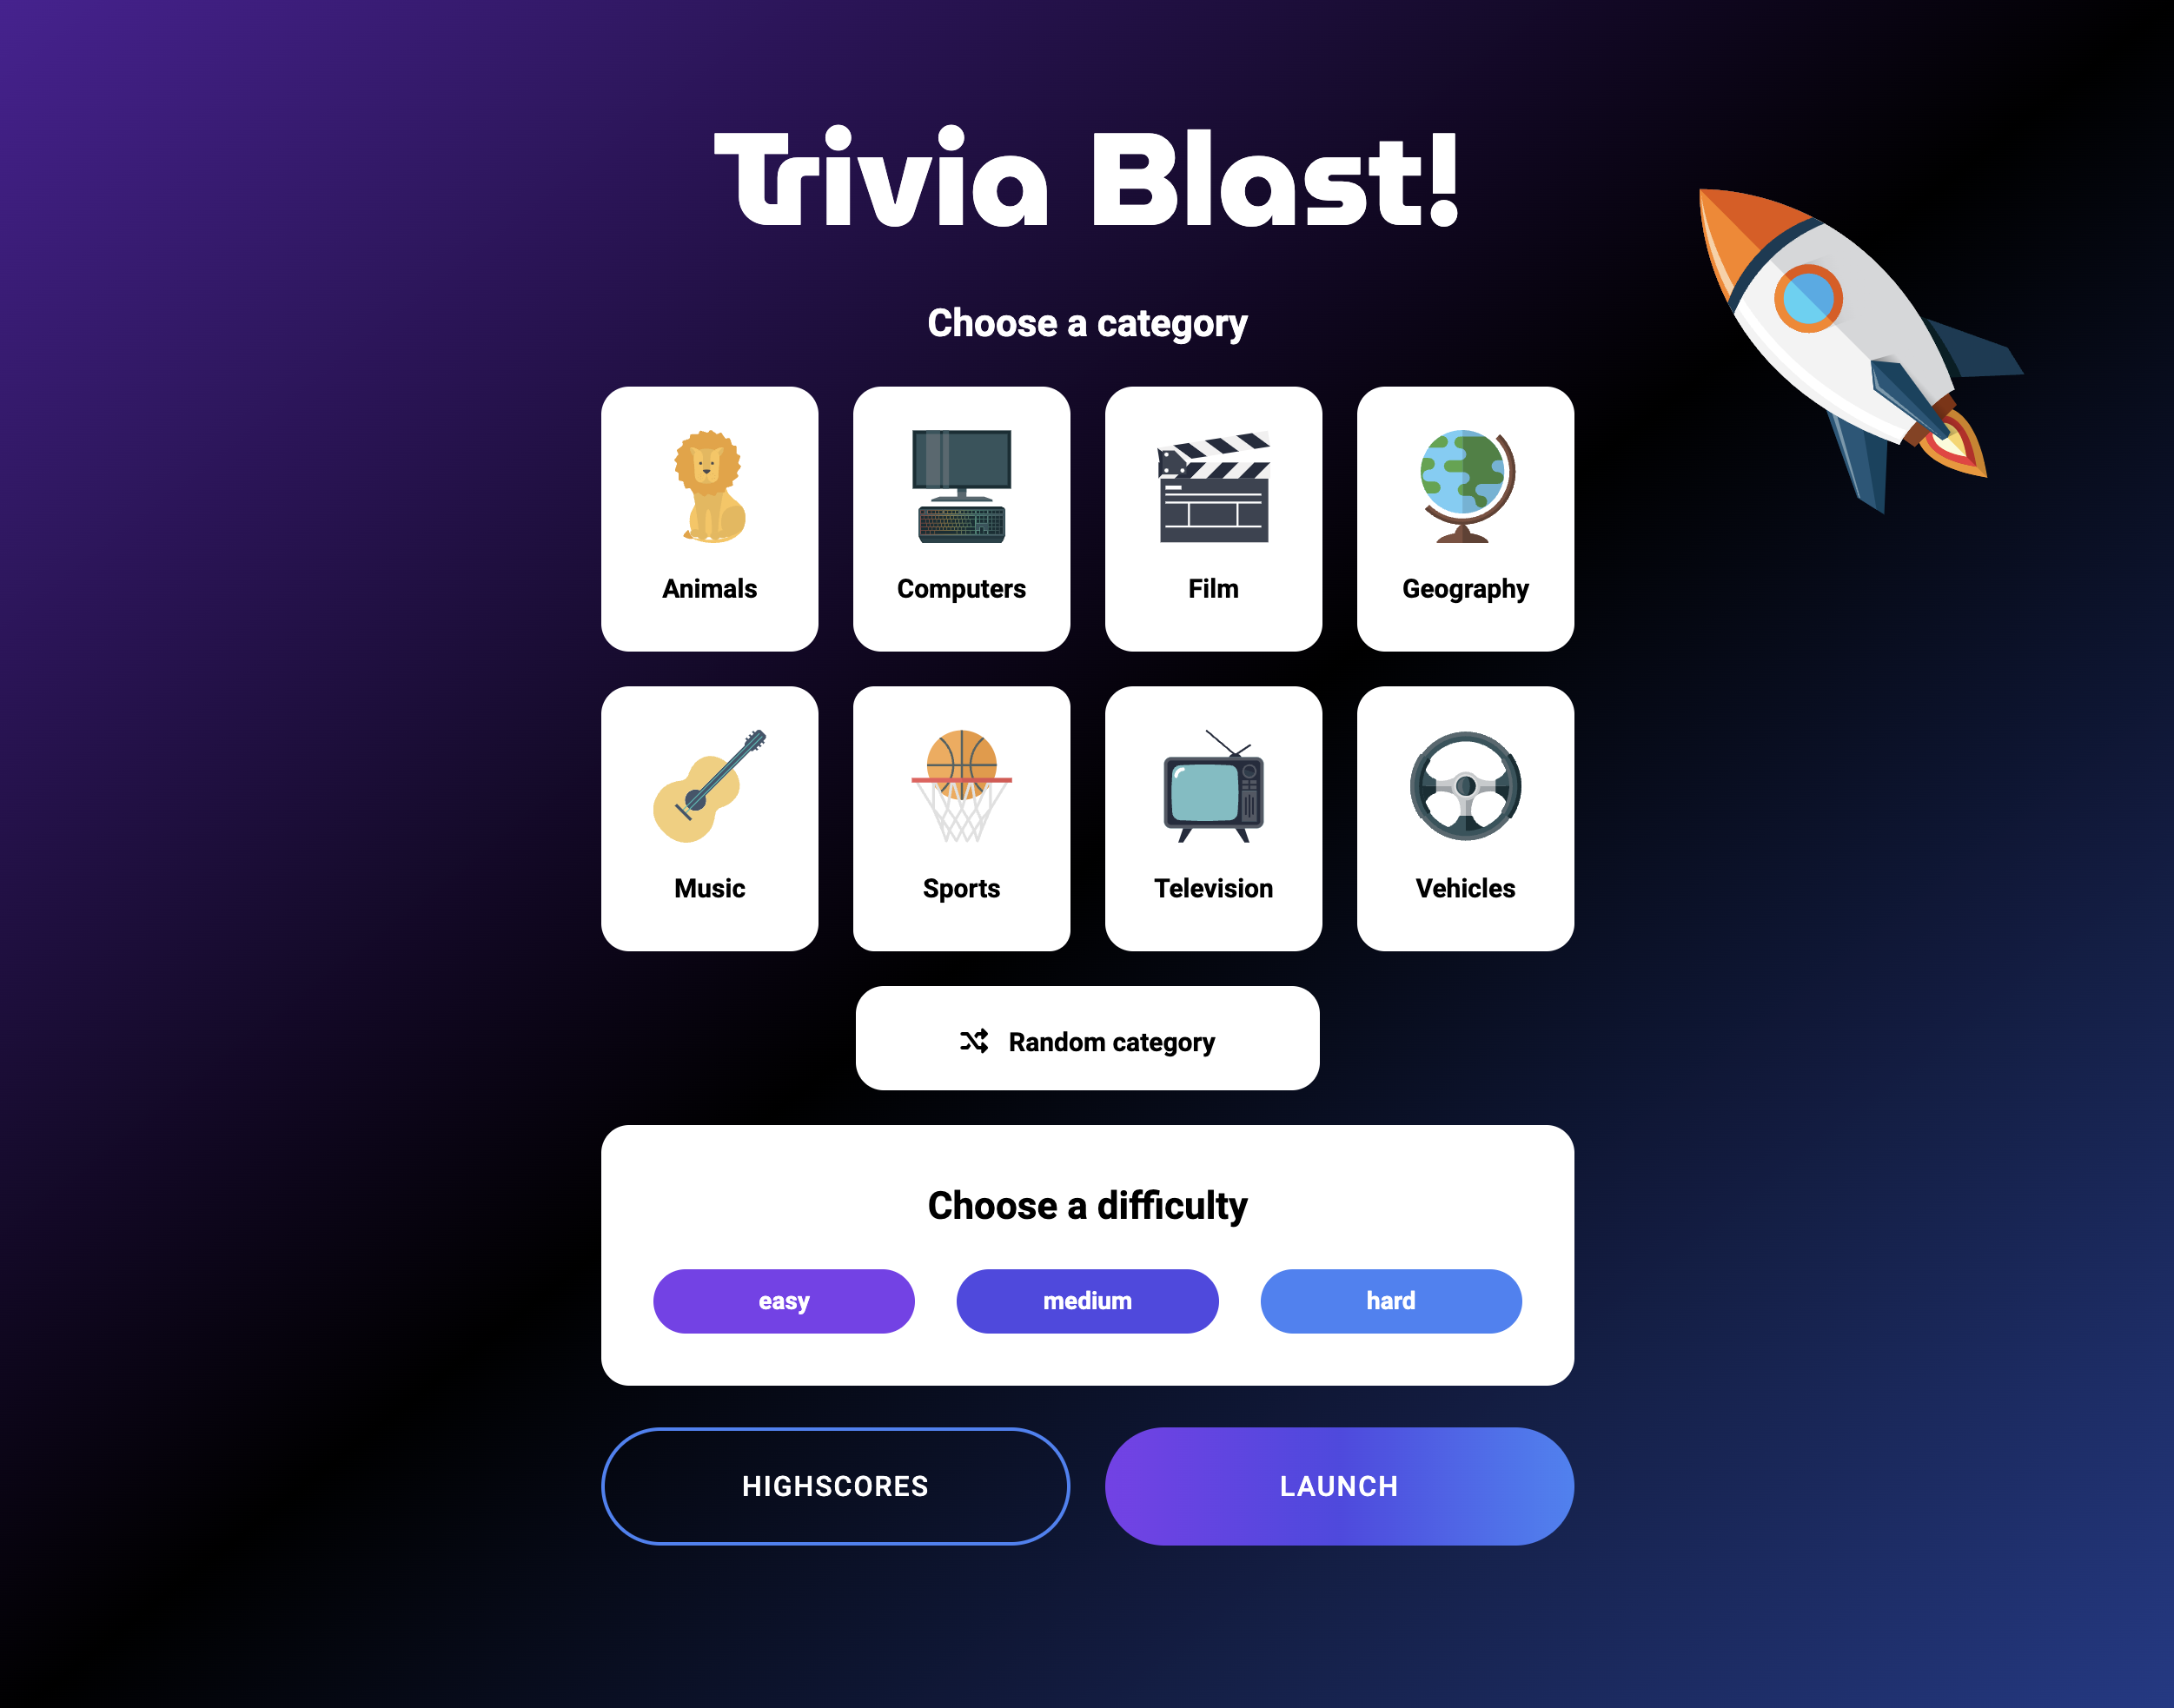 Trivia Blast!
Choose a category
Animals
Computers
Film
Geography
Music
Sports
Television
Vehicles
Random category
Choose a difficulty
easy
medium
hard
HIGHSCORES
LAUNCH